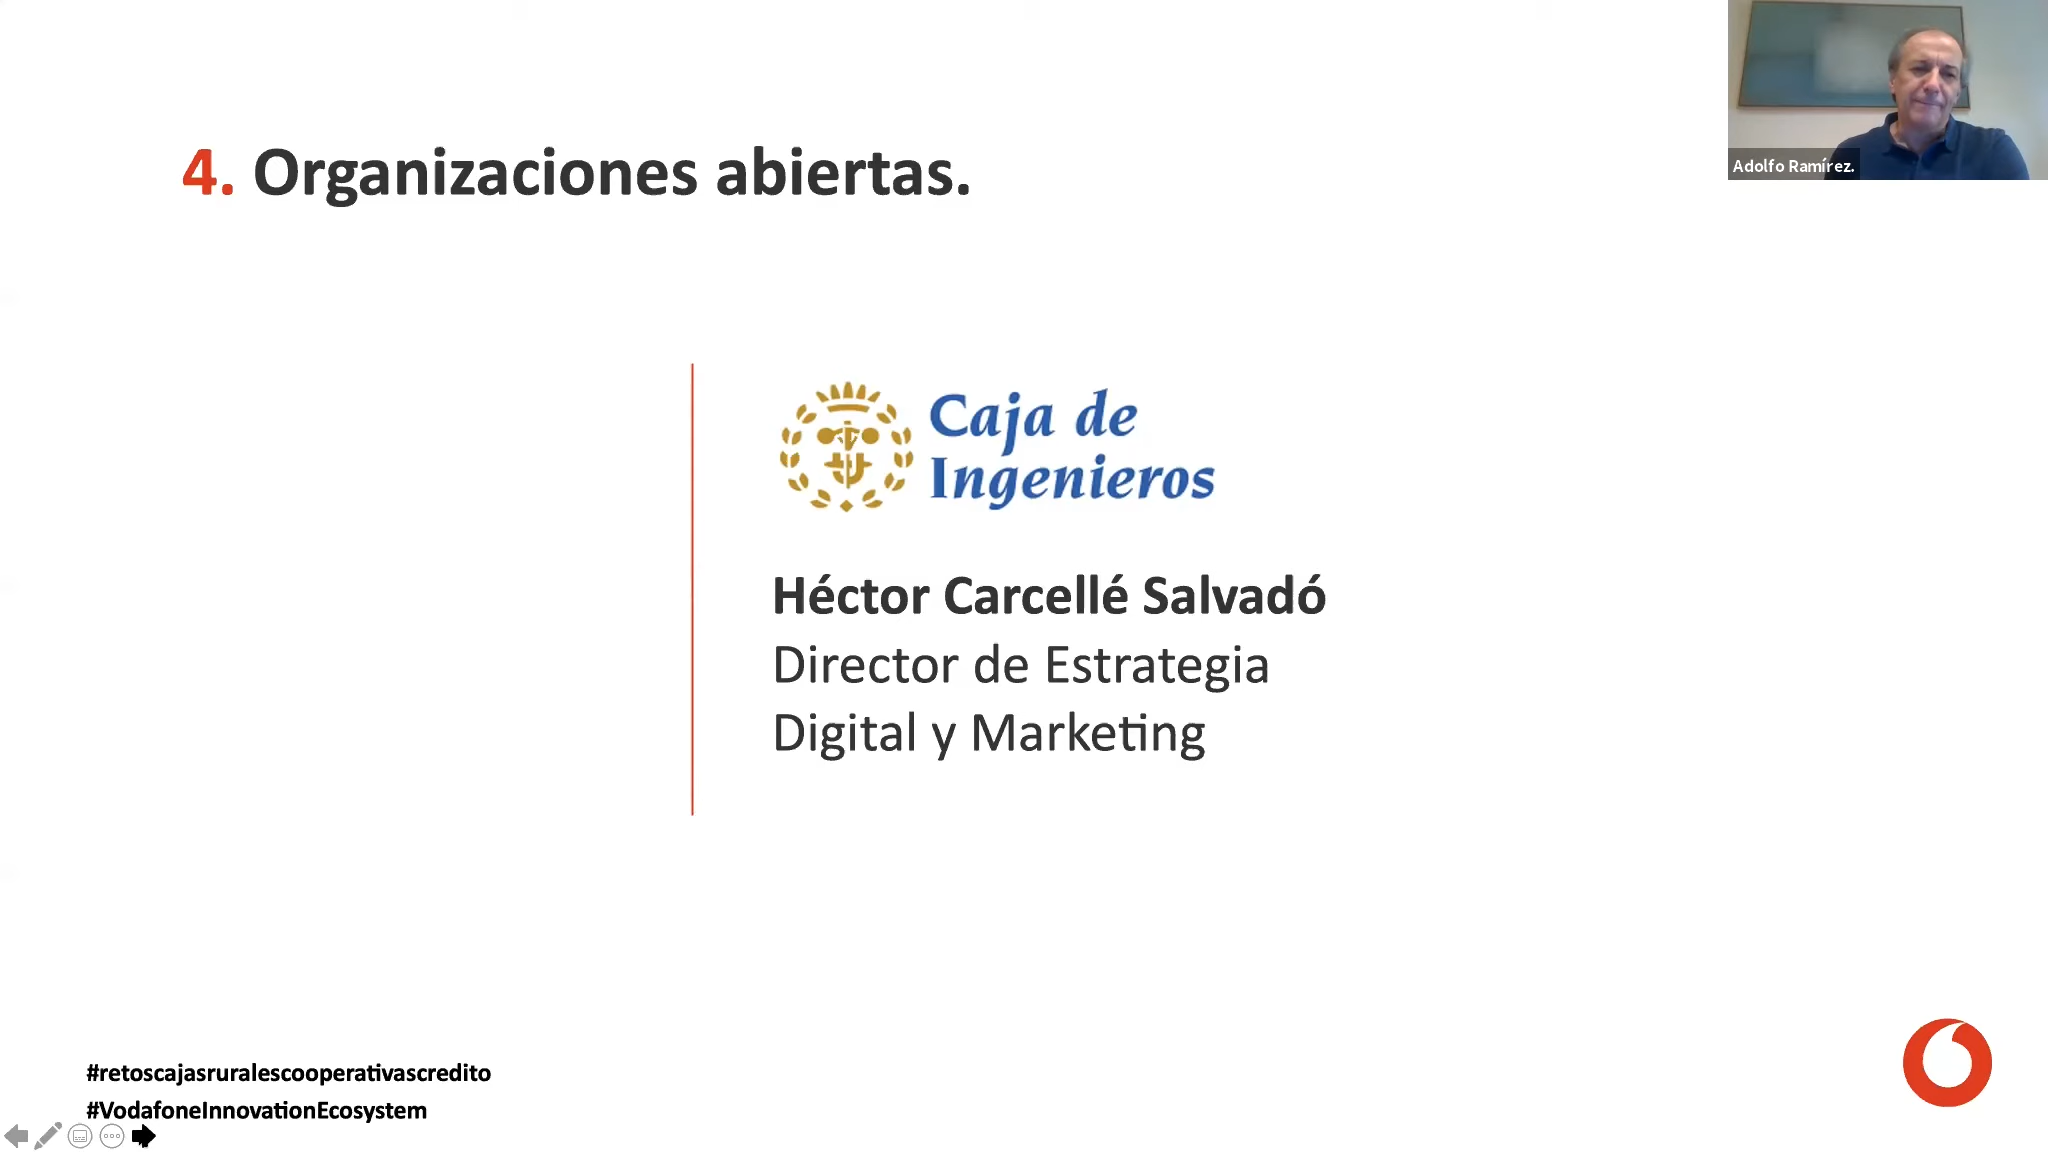 4. Organizaciones abiertas.
Adolfo Ramírez.
Caja de
Ingenieros
Héctor Carcellé Salvadó
Director de Estrategia
Digital y Marketing
#retoscajasruralescooperativascredito
#VodafoneInnovationEcosystem